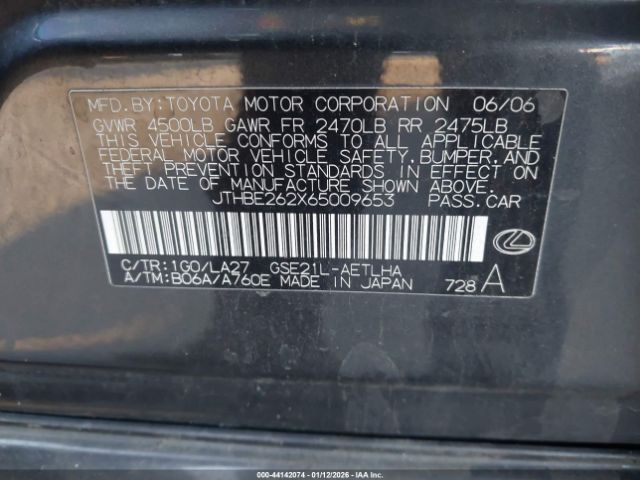 MFD.BY:TOYOTA MOTOR CORPORATION 06/06
GVWR 4500LB GAWR FR 2470LB RR 2475LB
THIS VEHICLE CONFORMS TO ALL APPLICABLE
FEDERAL MOTOR VEHICLE SAFETY,BUMPER,AND
THEFT PREVENTION STANDARDS IN EFFECT ON
THE DATE OF MANUFACTURE SHOWN ABOVE.
JTHBE262X65009653 PASS.CAR
C/TR:1G0/LA27 GSE21L-AETLHA
A/TM:B06A/A760E MADE IN JAPAN 728 A
000-44142074 - 01/12/2026 - IAA Inc.